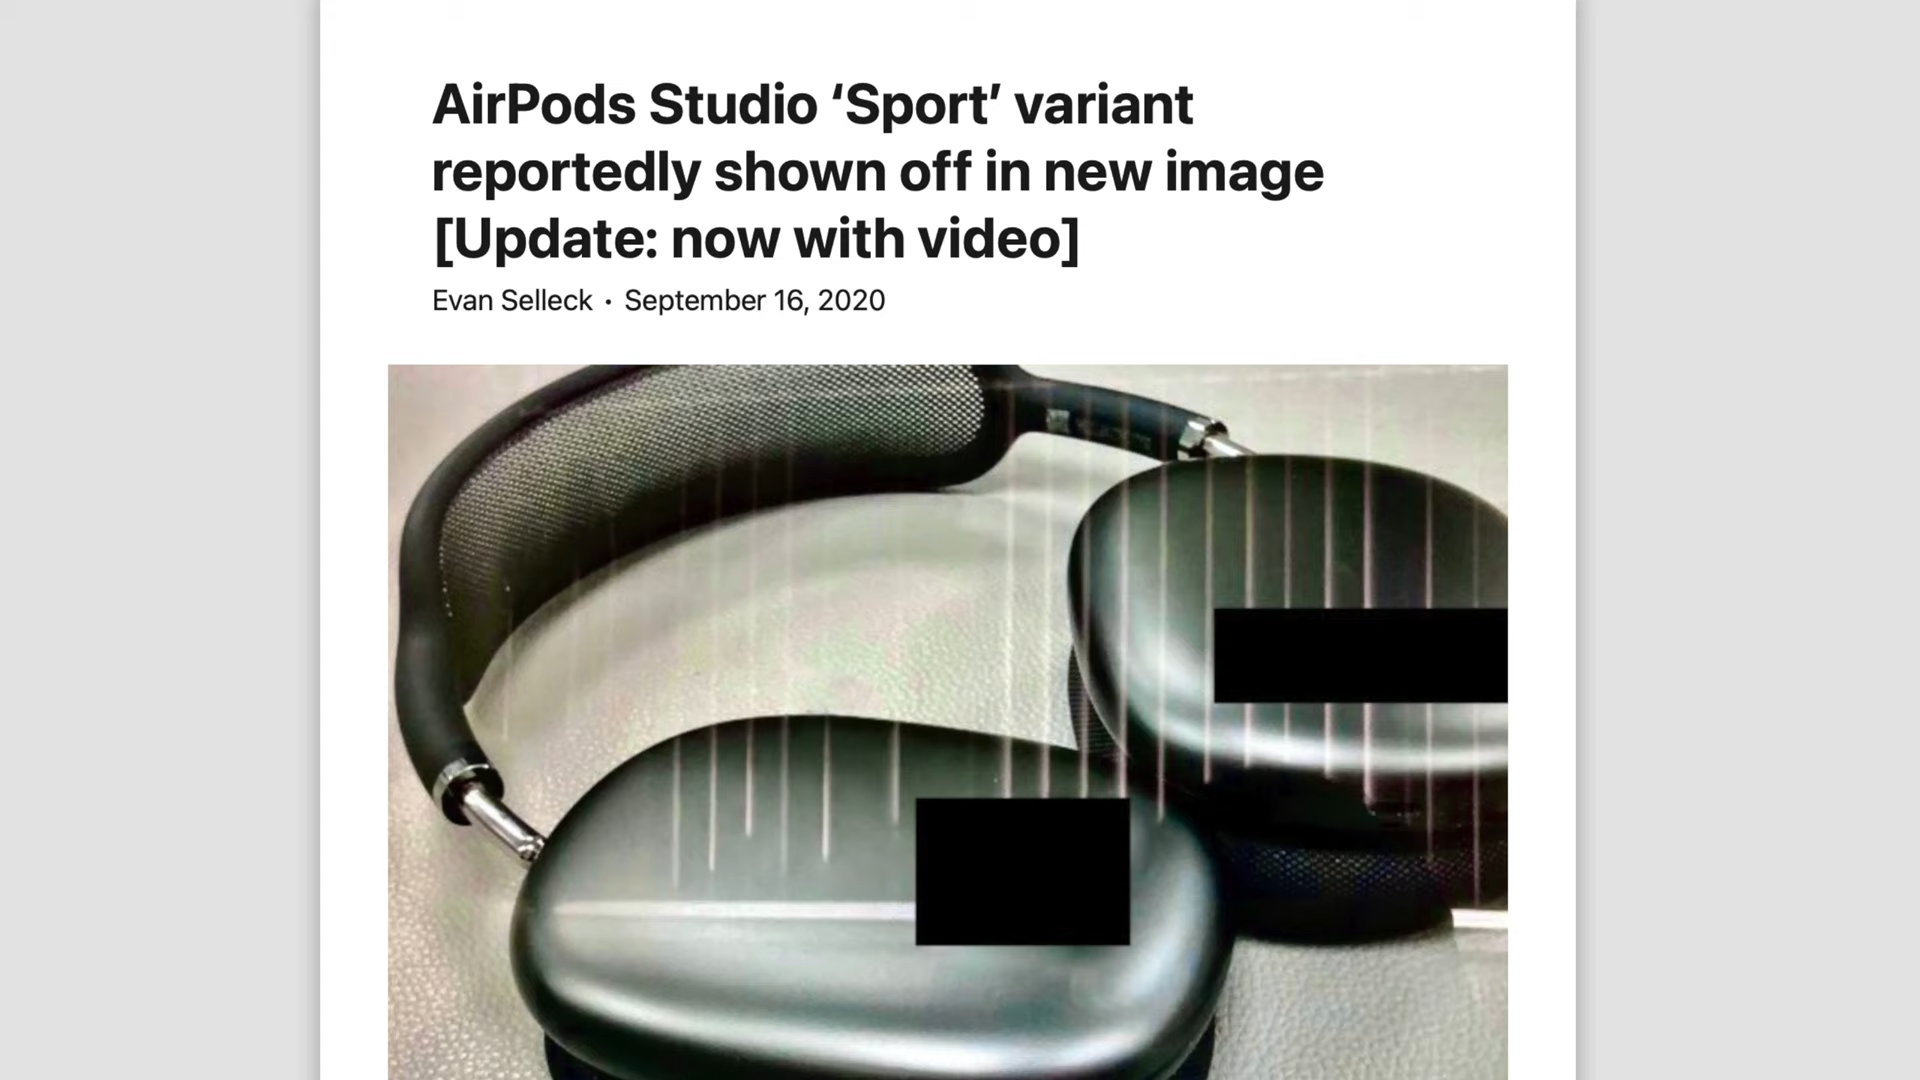 AirPods Studio ‘Sport’ variant
reportedly shown off in new image
[Update: now with video]
Evan Selleck • September 16, 2020